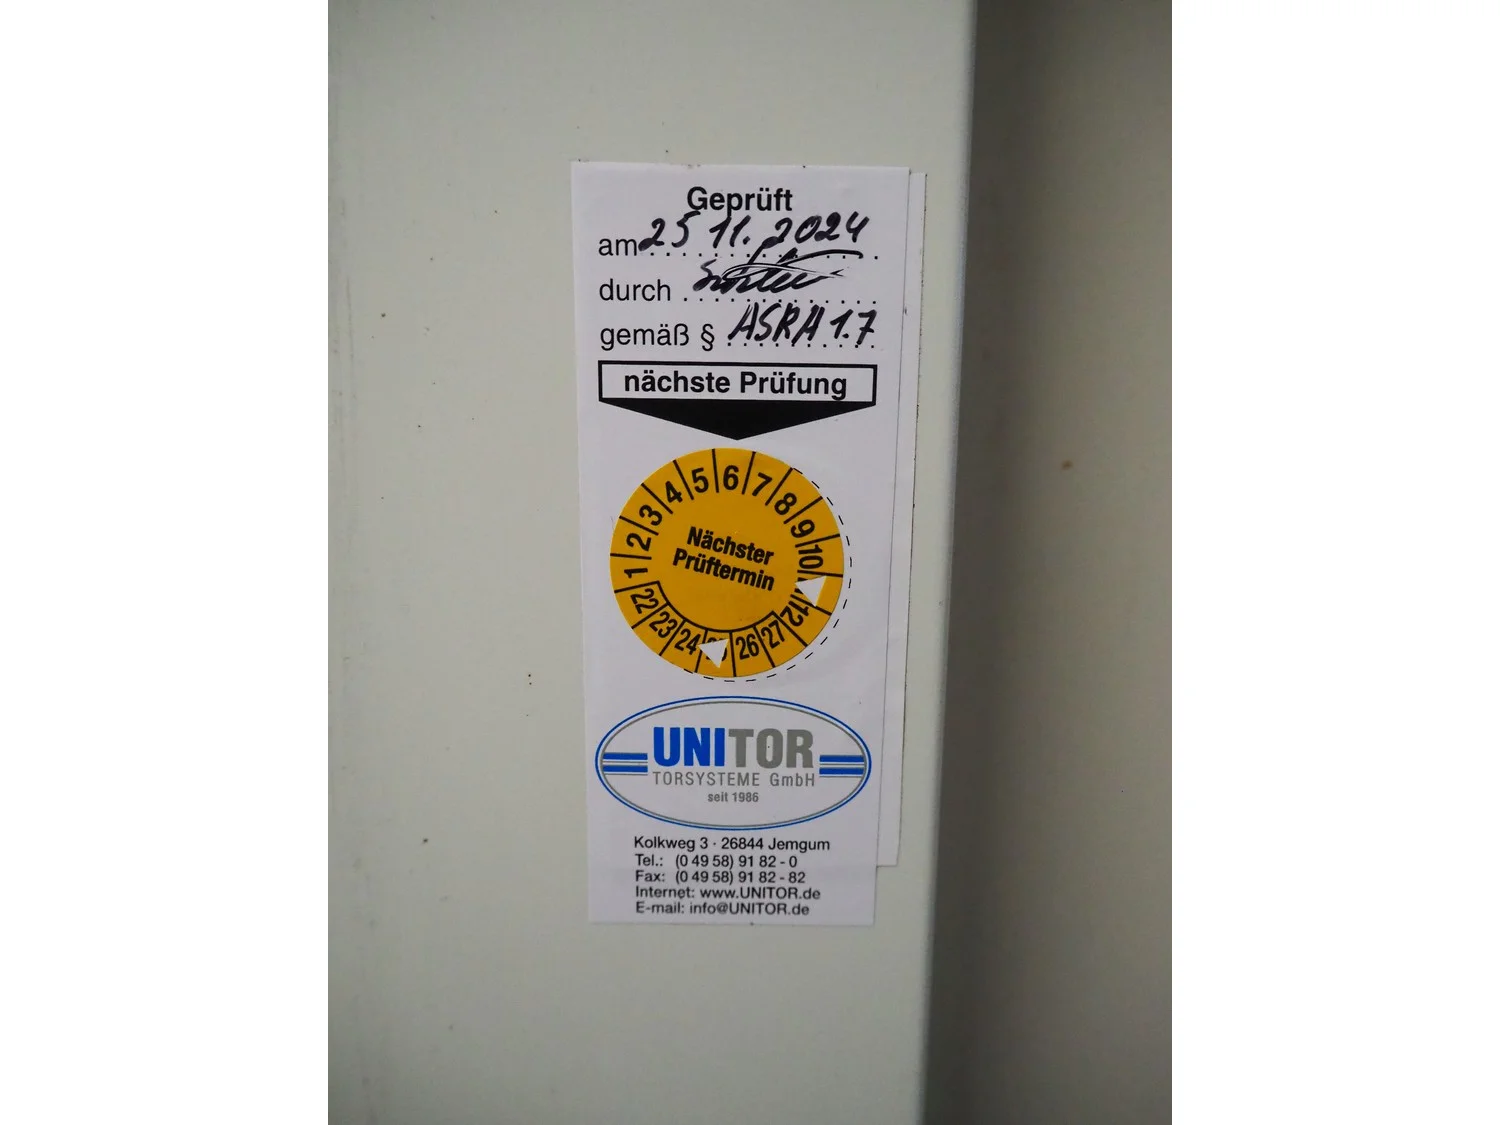 Geprüft
am 25 11. 2024
durch
gemäß § ASRA 1.7
nächste Prüfung
1 2 3 4 5 6 7 8 9 10 12
Nächster
Prüftermin
22 23 24 26 27
UNITOR
TORSYSTEME GmbH
seit 1986
Kolkweg 3 · 26844 Jemgum
Tel.: (0 49 58) 91 82 - 0
Fax: (0 49 58) 91 82 - 82
Internet: www.UNITOR.de
E-mail: info@UNITOR.de